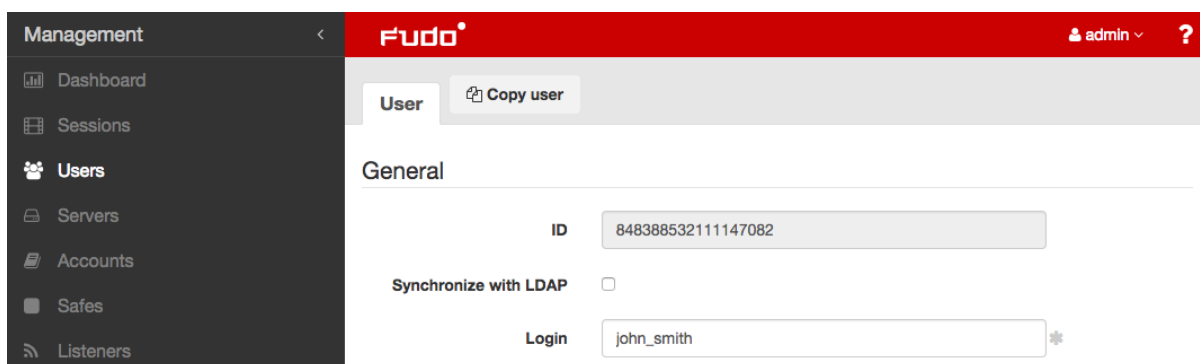 Management
FUDO
admin
?
Dashboard
Sessions
Users
Servers
Accounts
Safes
Listeners
User
Copy user
General
ID
848388532111147082
Synchronize with LDAP
Login
john_smith
*